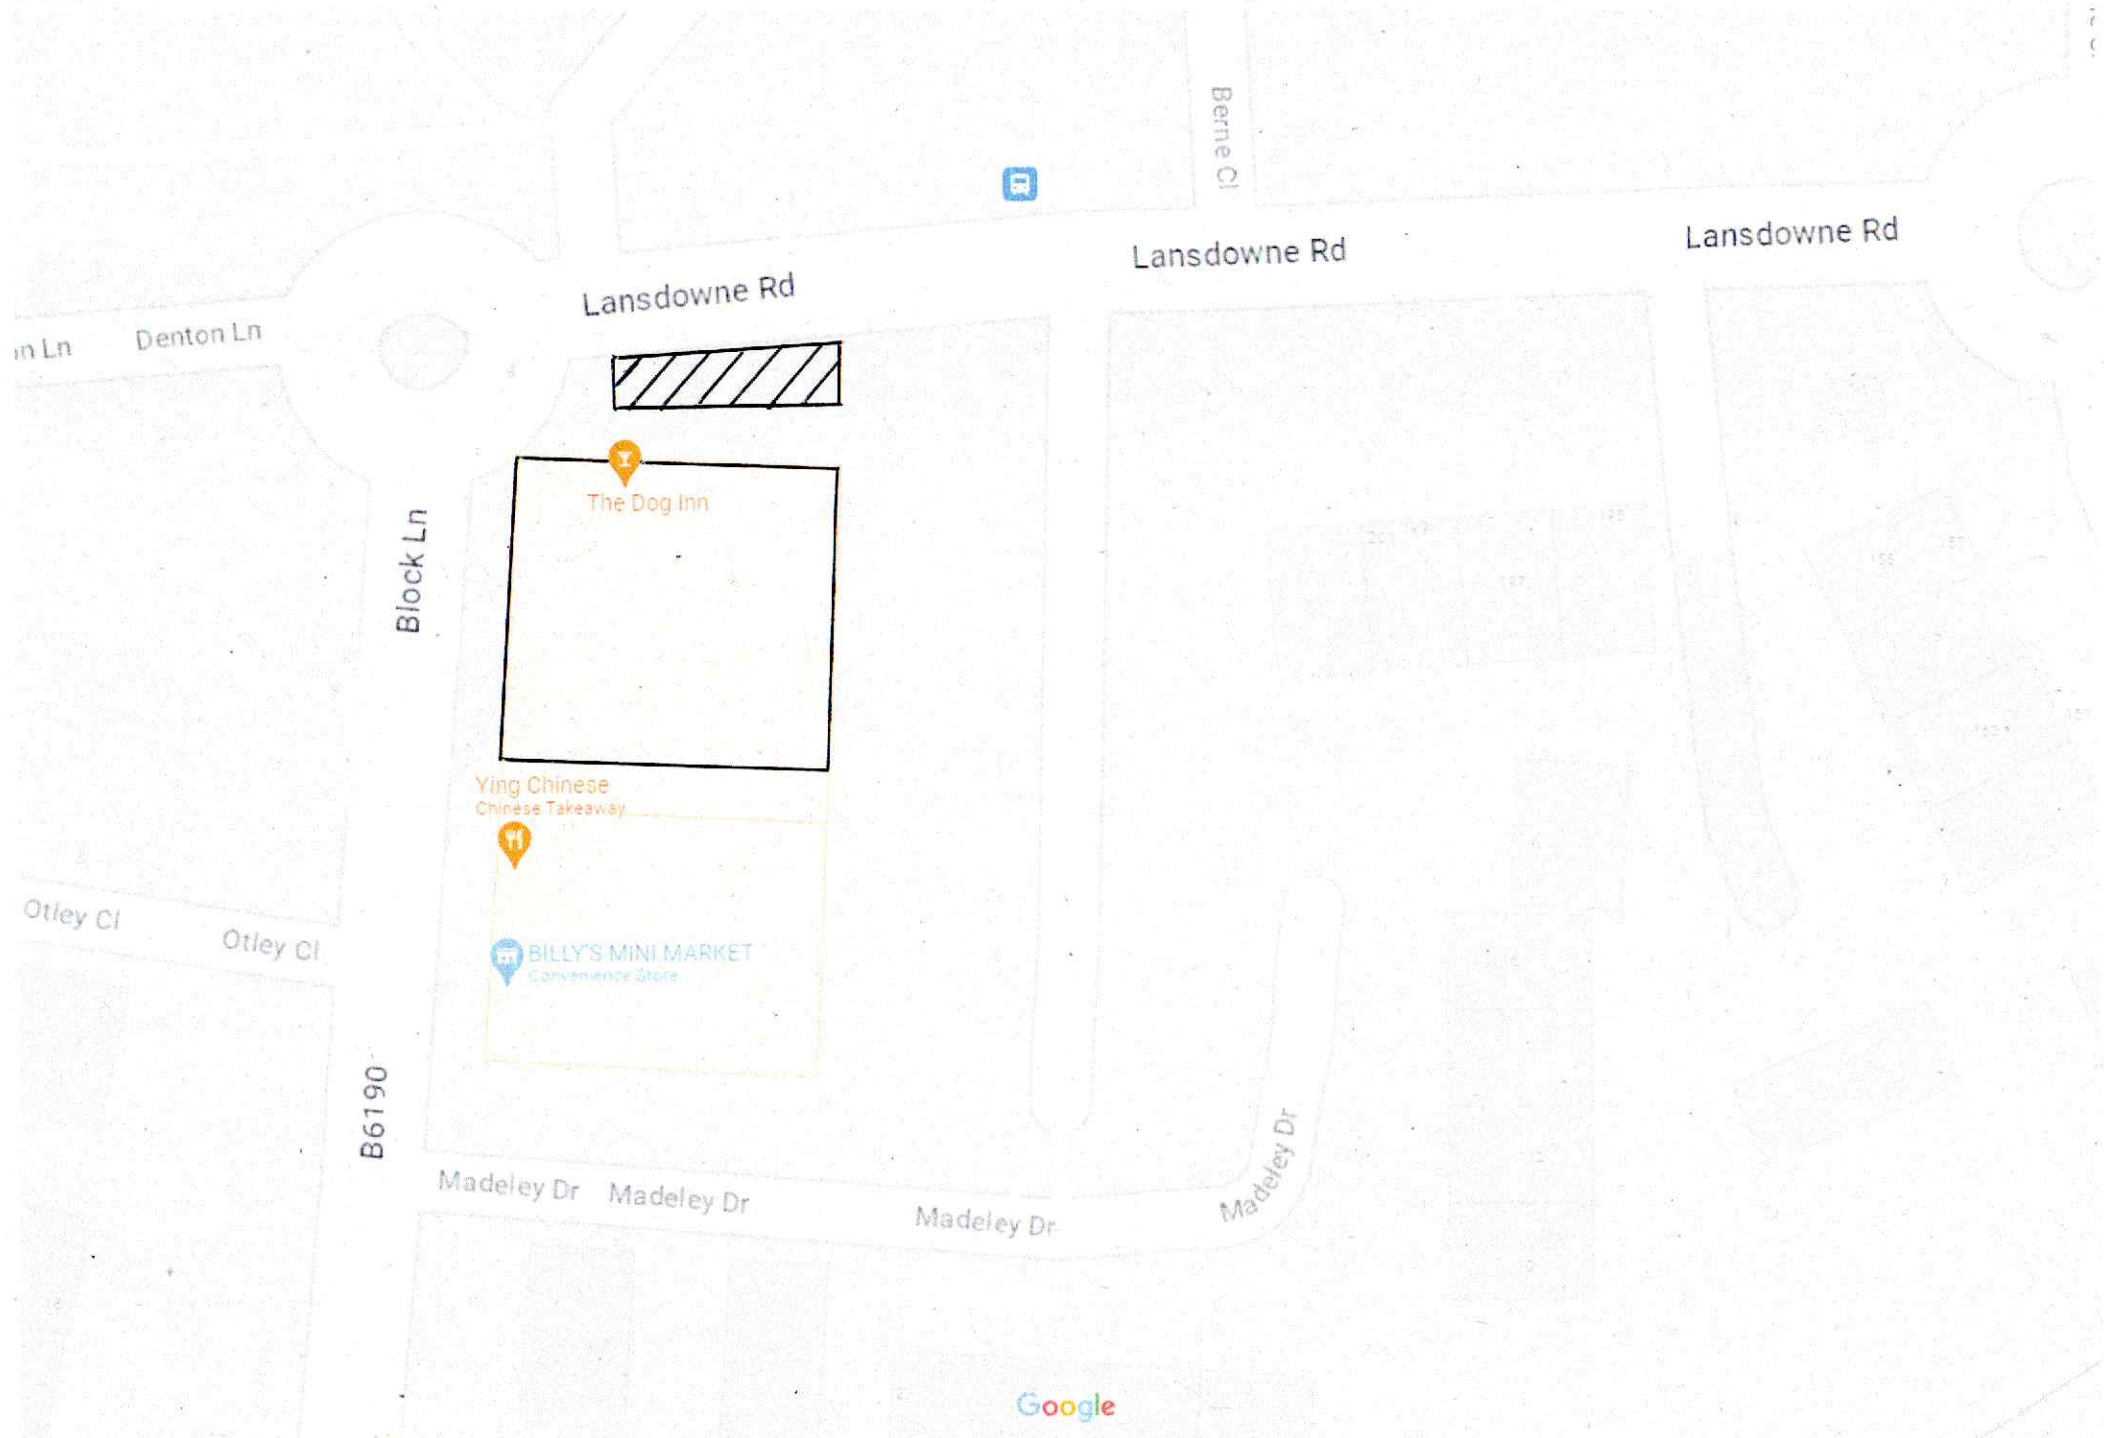 Berne Cl
Lansdowne Rd
Lansdowne Rd
Lansdowne Rd
Denton Ln
Ln
The Dog Inn
Block Ln
Ying Chinese
Chinese Takeaway
Otley Cl
Otley Cl
BILLY'S MINI MARKET
Convenience Store
B6190
Madeley Dr
Madeley Dr
Madeley Dr
Madeley Dr
Google